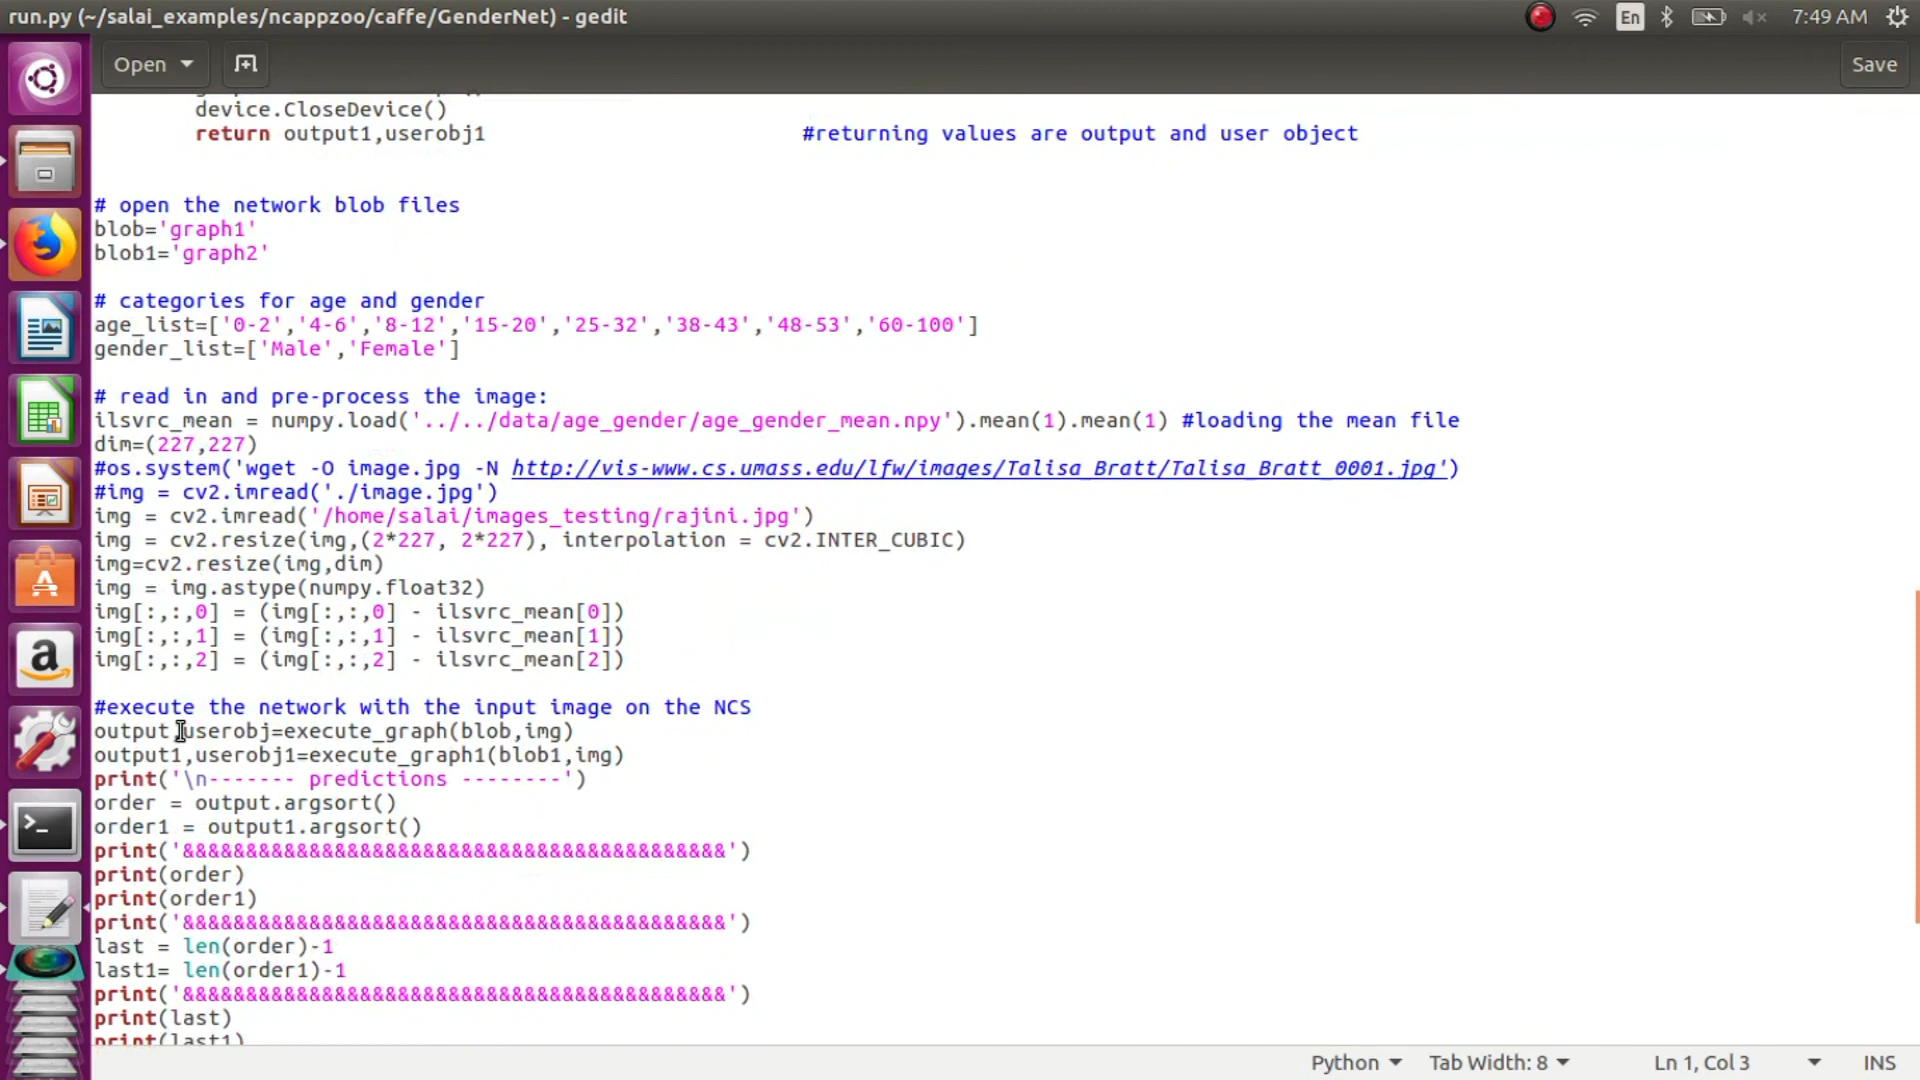 run.py (~/salai_examples/ncappzoo/caffe/GenderNet) - gedit
En
7:49 AM
Open
Save
device.CloseDevice()
return output1,userobj1 #returning values are output and user object
# open the network blob files
blob='graph1'
blob1='graph2'
# categories for age and gender
age_list=['0-2','4-6','8-12','15-20','25-32','38-43','48-53','60-100']
gender_list=['Male','Female']
# read in and pre-process the image:
ilsvrc_mean = numpy.load('../../data/age_gender/age_gender_mean.npy').mean(1).mean(1) #loading the mean file
dim=(227,227)
#os.system('wget -O image.jpg -N http://vis-www.cs.umass.edu/lfw/images/Talisa_Bratt/Talisa_Bratt_0001.jpg')
#img = cv2.imread('./image.jpg')
img = cv2.imread('/home/salai/images_testing/rajini.jpg')
img = cv2.resize(img,(2*227, 2*227), interpolation = cv2.INTER_CUBIC)
img=cv2.resize(img,dim)
img = img.astype(numpy.float32)
img[:,:,0] = (img[:,:,0] - ilsvrc_mean[0])
img[:,:,1] = (img[:,:,1] - ilsvrc_mean[1])
img[:,:,2] = (img[:,:,2] - ilsvrc_mean[2])
#execute the network with the input image on the NCS
output,userobj=execute_graph(blob,img)
output1,userobj1=execute_graph1(blob1,img)
print('\n------- predictions --------')
order = output.argsort()
order1 = output1.argsort()
print('&&&&&&&&&&&&&&&&&&&&&&&&&&&&&&&&&&&&&&&&&&&')
print(order)
print(order1)
print('&&&&&&&&&&&&&&&&&&&&&&&&&&&&&&&&&&&&&&&&&&&')
last = len(order)-1
last1= len(order1)-1
print('&&&&&&&&&&&&&&&&&&&&&&&&&&&&&&&&&&&&&&&&&&&')
print(last)
print(last1)
Python
Tab Width: 8
Ln 1, Col 3
INS